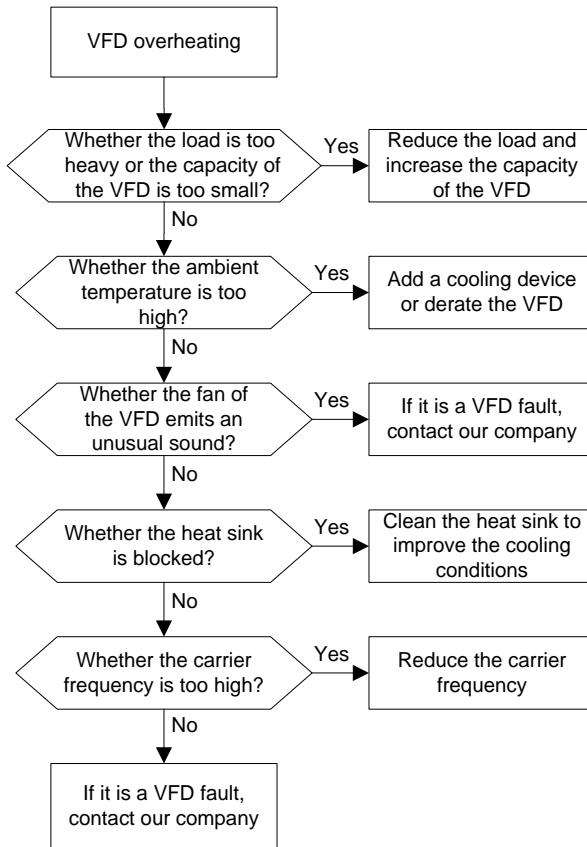 VFD overheating
Whether the load is too
heavy or the capacity of
the VFD is too small?
Yes
Reduce the load and
increase the capacity
of the VFD
No
Whether the ambient
temperature is too
high?
Yes
Add a cooling device
or derate the VFD
No
Whether the fan of
the VFD emits an
unusual sound?
Yes
If it is a VFD fault,
contact our company
No
Whether the heat sink
is blocked?
Yes
Clean the heat sink to
improve the cooling
conditions
No
Whether the carrier
frequency is too high?
Yes
Reduce the carrier
frequency
No
If it is a VFD fault,
contact our company